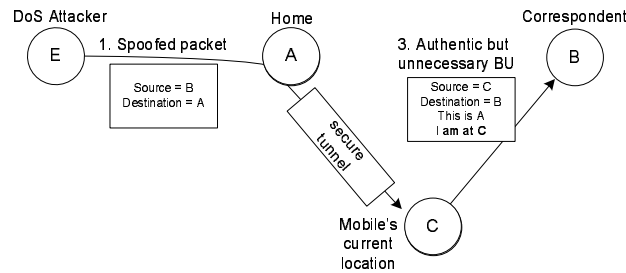 DoS Attacker
E
1. Spoofed packet
Source = B
Destination = A
Home
A
secure
tunnel
3. Authentic but
unnecessary BU
Source = C
Destination = B
This is A
I am at C
Correspondent
B
Mobile's
current
location
C